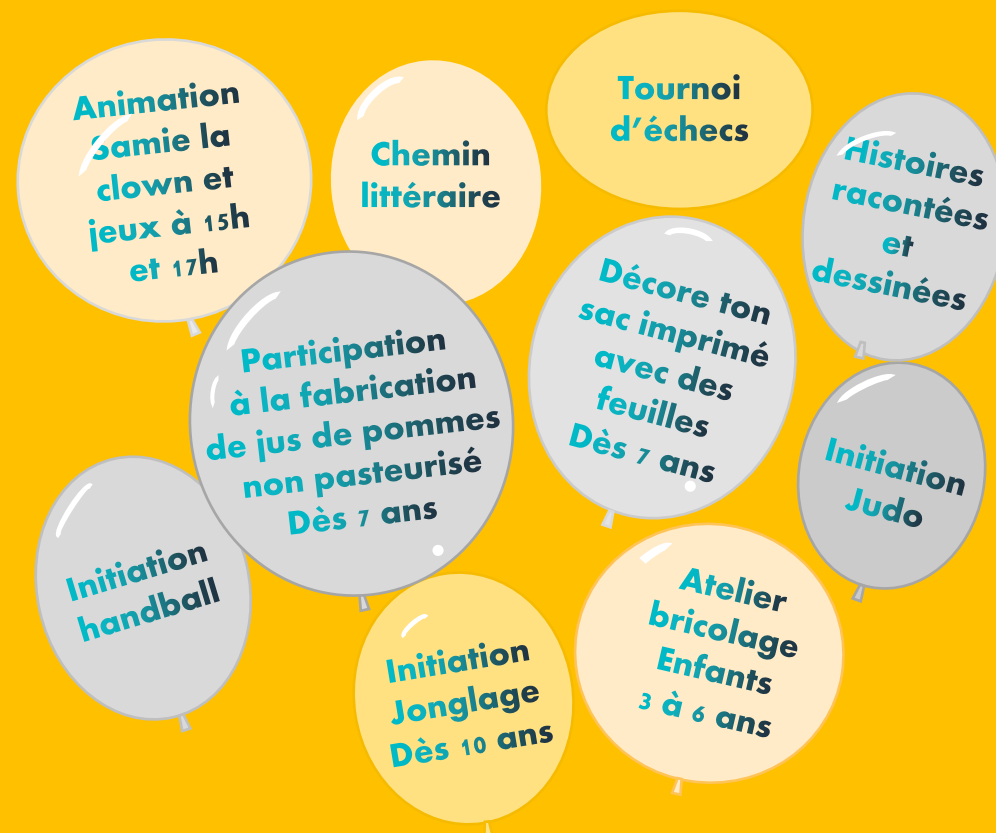 Animation
Samie la
clown et
jeux à 15h
et 17h
Chemin
littéraire
Tournoi
d'échecs
Histoires
racontées
et
dessinées
Participation
à la fabrication
de jus de pommes
non pasteurisé
Dès 7 ans
Décore ton
sac imprimé
avec des
feuilles
Dès 7 ans
Initiation
Judo
Initiation
handball
Initiation
Jonglage
Dès 10 ans
Atelier
bricolage
Enfants
3 à 6 ans